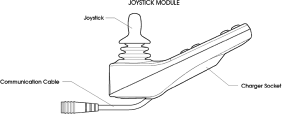 JOYSTICK MODULE
Joystick
Communication Cable
Charger Socket